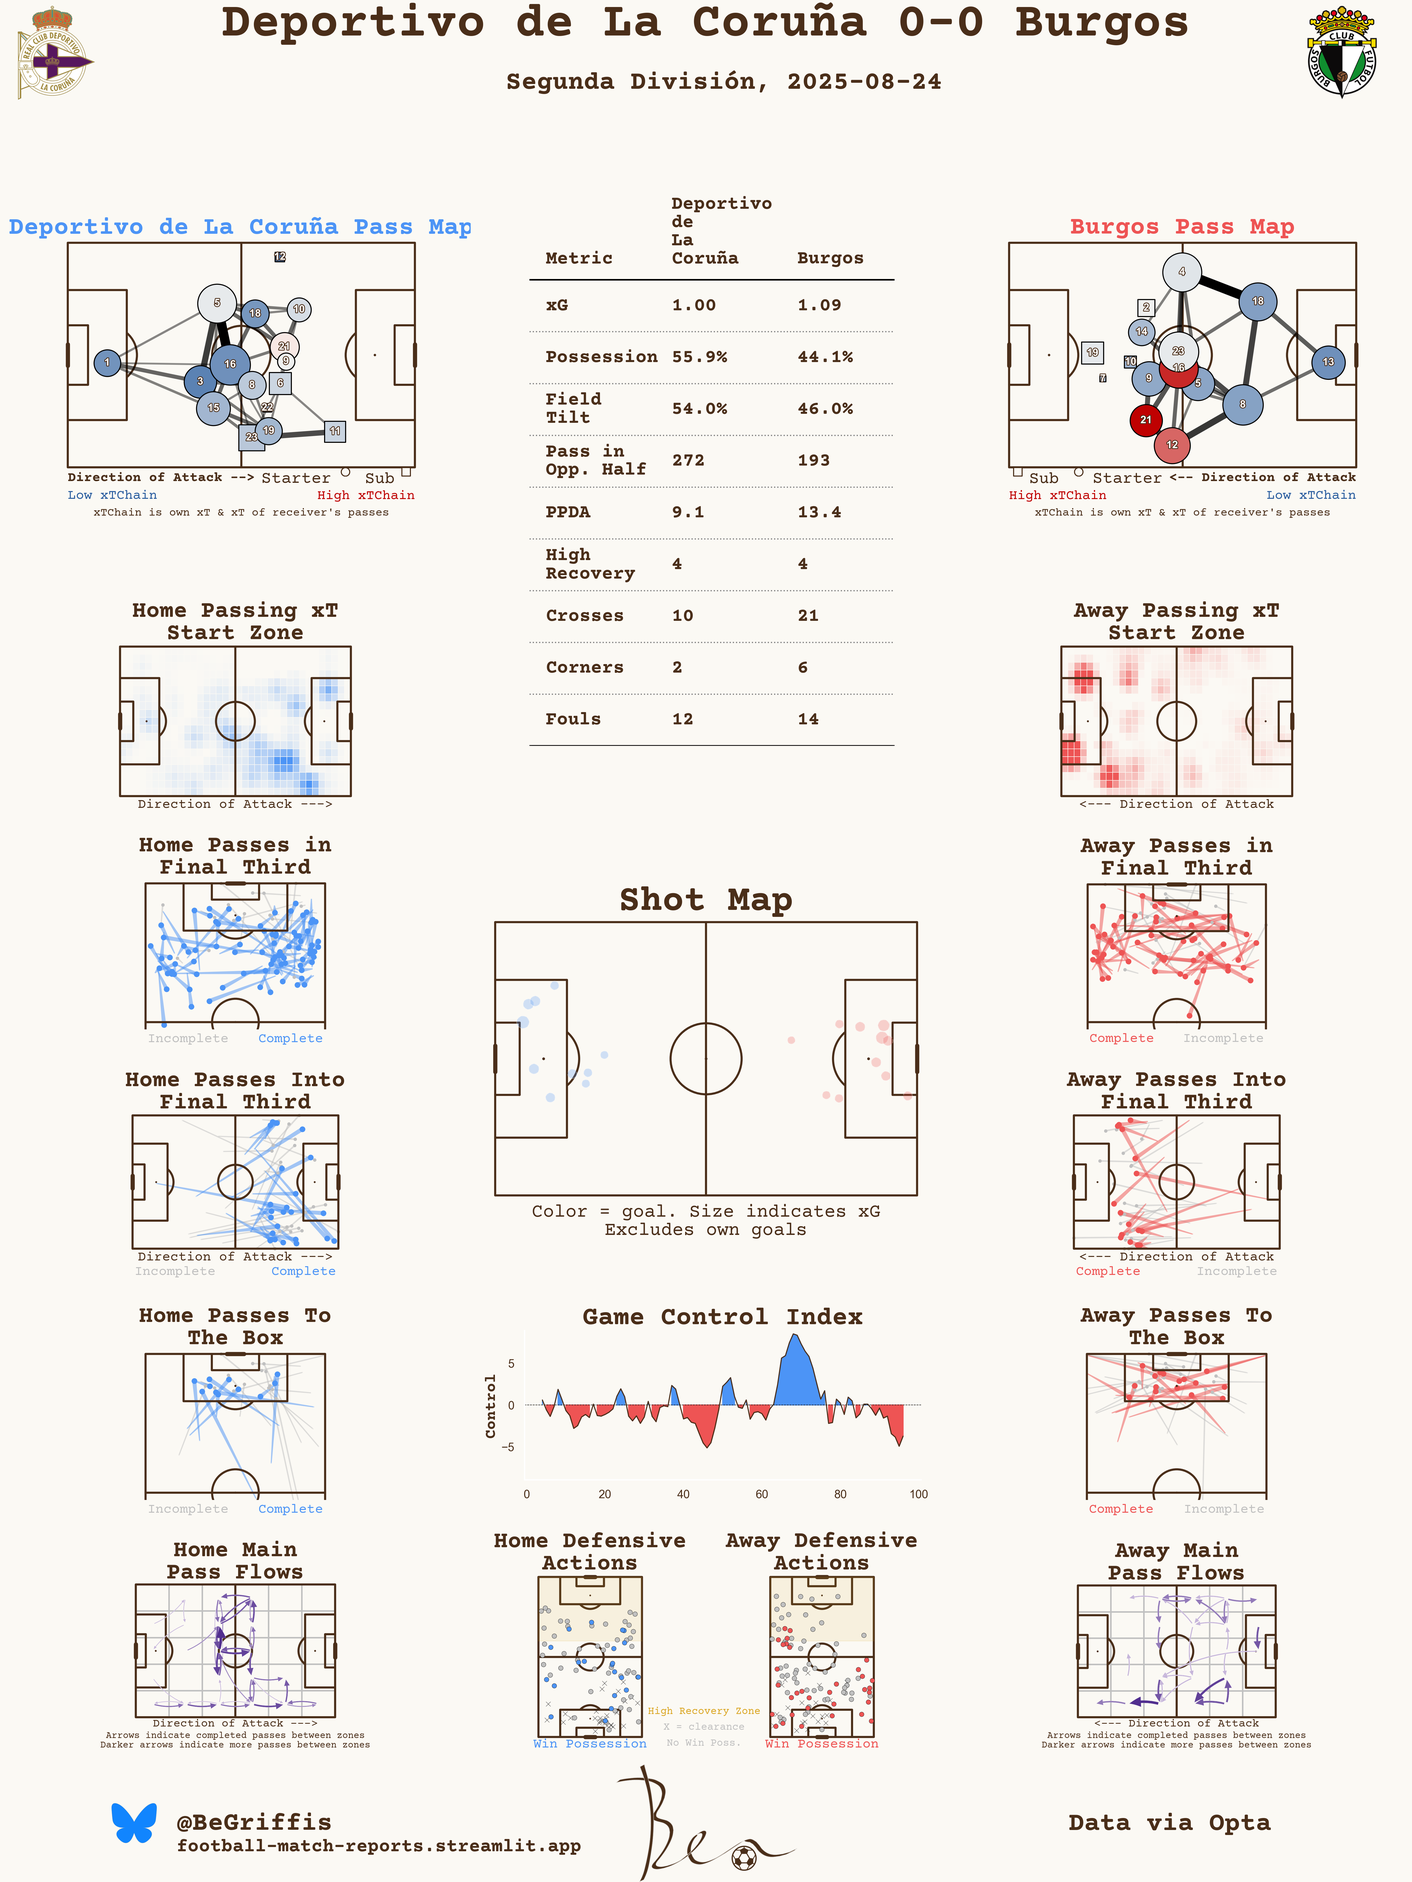 Deportivo de La Coruña 0-0 Burgos
Segunda División, 2025-08-24
REAL CLUB DEPORTIVO
LA CORUÑA
CLUB
BURGOS
FUTBOL
Deportivo de La Coruña Pass Map
12
5
18
10
21
9
1
16
3
8
6
15
22
19
23
11
Direction of Attack --> Starter Sub
Low xTChain High xTChain
xTChain is own xT & xT of receiver's passes
Deportivo
de
La
Metric Coruña Burgos
xG 1.00 1.09
Possession 55.9% 44.1%
Field
Tilt 54.0% 46.0%
Pass in
Opp. Half 272 193
PPDA 9.1 13.4
High
Recovery 4 4
Crosses 10 21
Corners 2 6
Fouls 12 14
Burgos Pass Map
4
2
18
14
19
23
10
16
13
7
9
5
8
21
12
Sub Starter <-- Direction of Attack
High xTChain Low xTChain
xTChain is own xT & xT of receiver's passes
Home Passing xT
Start Zone
Direction of Attack --->
Away Passing xT
Start Zone
<--- Direction of Attack
Home Passes in
Final Third
Incomplete Complete
Away Passes in
Final Third
Complete Incomplete
Shot Map
Color = goal. Size indicates xG
Excludes own goals
Home Passes Into
Final Third
Direction of Attack --->
Incomplete Complete
Away Passes Into
Final Third
<--- Direction of Attack
Complete Incomplete
Home Passes To
The Box
Incomplete Complete
Game Control Index
Control
5
0
−5
0 20 40 60 80 100
Away Passes To
The Box
Complete Incomplete
Home Main
Pass Flows
Direction of Attack --->
Arrows indicate completed passes between zones
Darker arrows indicate more passes between zones
Home Defensive
Actions
Win Possession
Away Defensive
Actions
Win Possession
High Recovery Zone
X = clearance
No Win Poss.
Away Main
Pass Flows
<--- Direction of Attack
Arrows indicate completed passes between zones
Darker arrows indicate more passes between zones
@BeGriffis
football-match-reports.streamlit.app
Ben
Data via Opta